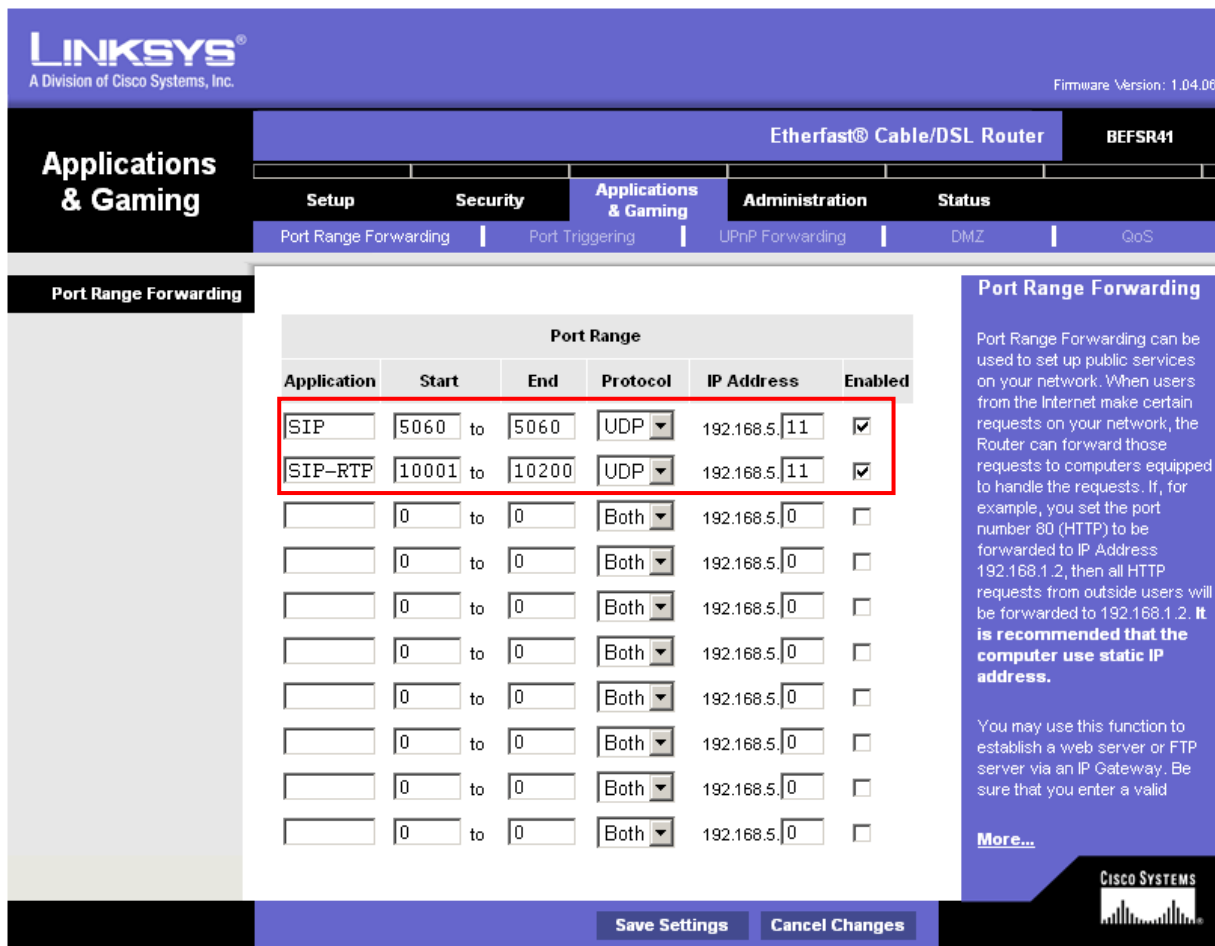 LINKSYS®
A Division of Cisco Systems, Inc.
Firmware Version: 1.04.06
Etherfast® Cable/DSL Router BEFSR41
Applications
& Gaming
Setup Security Applications & Gaming Administration Status
Port Range Forwarding Port Triggering UPnP Forwarding DMZ QoS
Port Range Forwarding
Port Range
Application Start End Protocol IP Address Enabled
SIP 5060 to 5060 UDP 192.168.5. 11
SIP-RTP 10001 to 10200 UDP 192.168.5. 11
0 to 0 Both 192.168.5. 0
0 to 0 Both 192.168.5. 0
0 to 0 Both 192.168.5. 0
0 to 0 Both 192.168.5. 0
0 to 0 Both 192.168.5. 0
0 to 0 Both 192.168.5. 0
0 to 0 Both 192.168.5. 0
0 to 0 Both 192.168.5. 0
Port Range Forwarding
Port Range Forwarding can be
used to set up public services
on your network. When users
from the Internet make certain
requests on your network, the
Router can forward those
requests to computers equipped
to handle the requests. If, for
example, you set the port
number 80 (HTTP) to be
forwarded to IP Address
192.168.1.2, then all HTTP
requests from outside users will
be forwarded to 192.168.1.2. It
is recommended that the
computer use static IP
address.
You may use this function to
establish a web server or FTP
server via an IP Gateway. Be
sure that you enter a valid
More...
Save Settings Cancel Changes
CISCO SYSTEMS